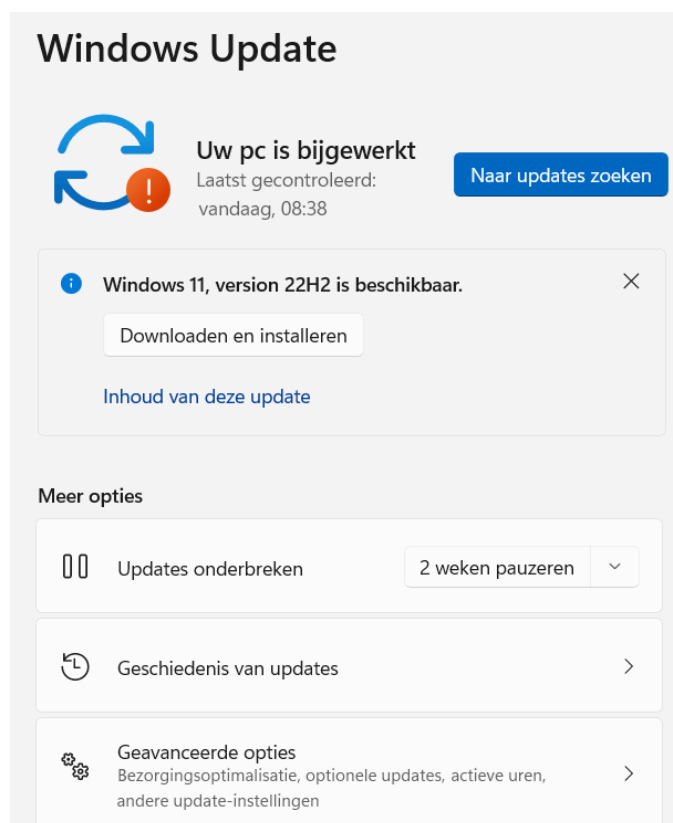 Windows Update
Uw pc is bijgewerkt
Laatst gecontroleerd:
vandaag, 08:38
Naar updates zoeken
Windows 11, version 22H2 is beschikbaar.
Downloaden en installeren
Inhoud van deze update
Meer opties
Updates onderbreken
2 weken pauzeren
Geschiedenis van updates
Geavanceerde opties
Bezorgingsoptimalisatie, optionele updates, actieve uren,
andere update-instellingen